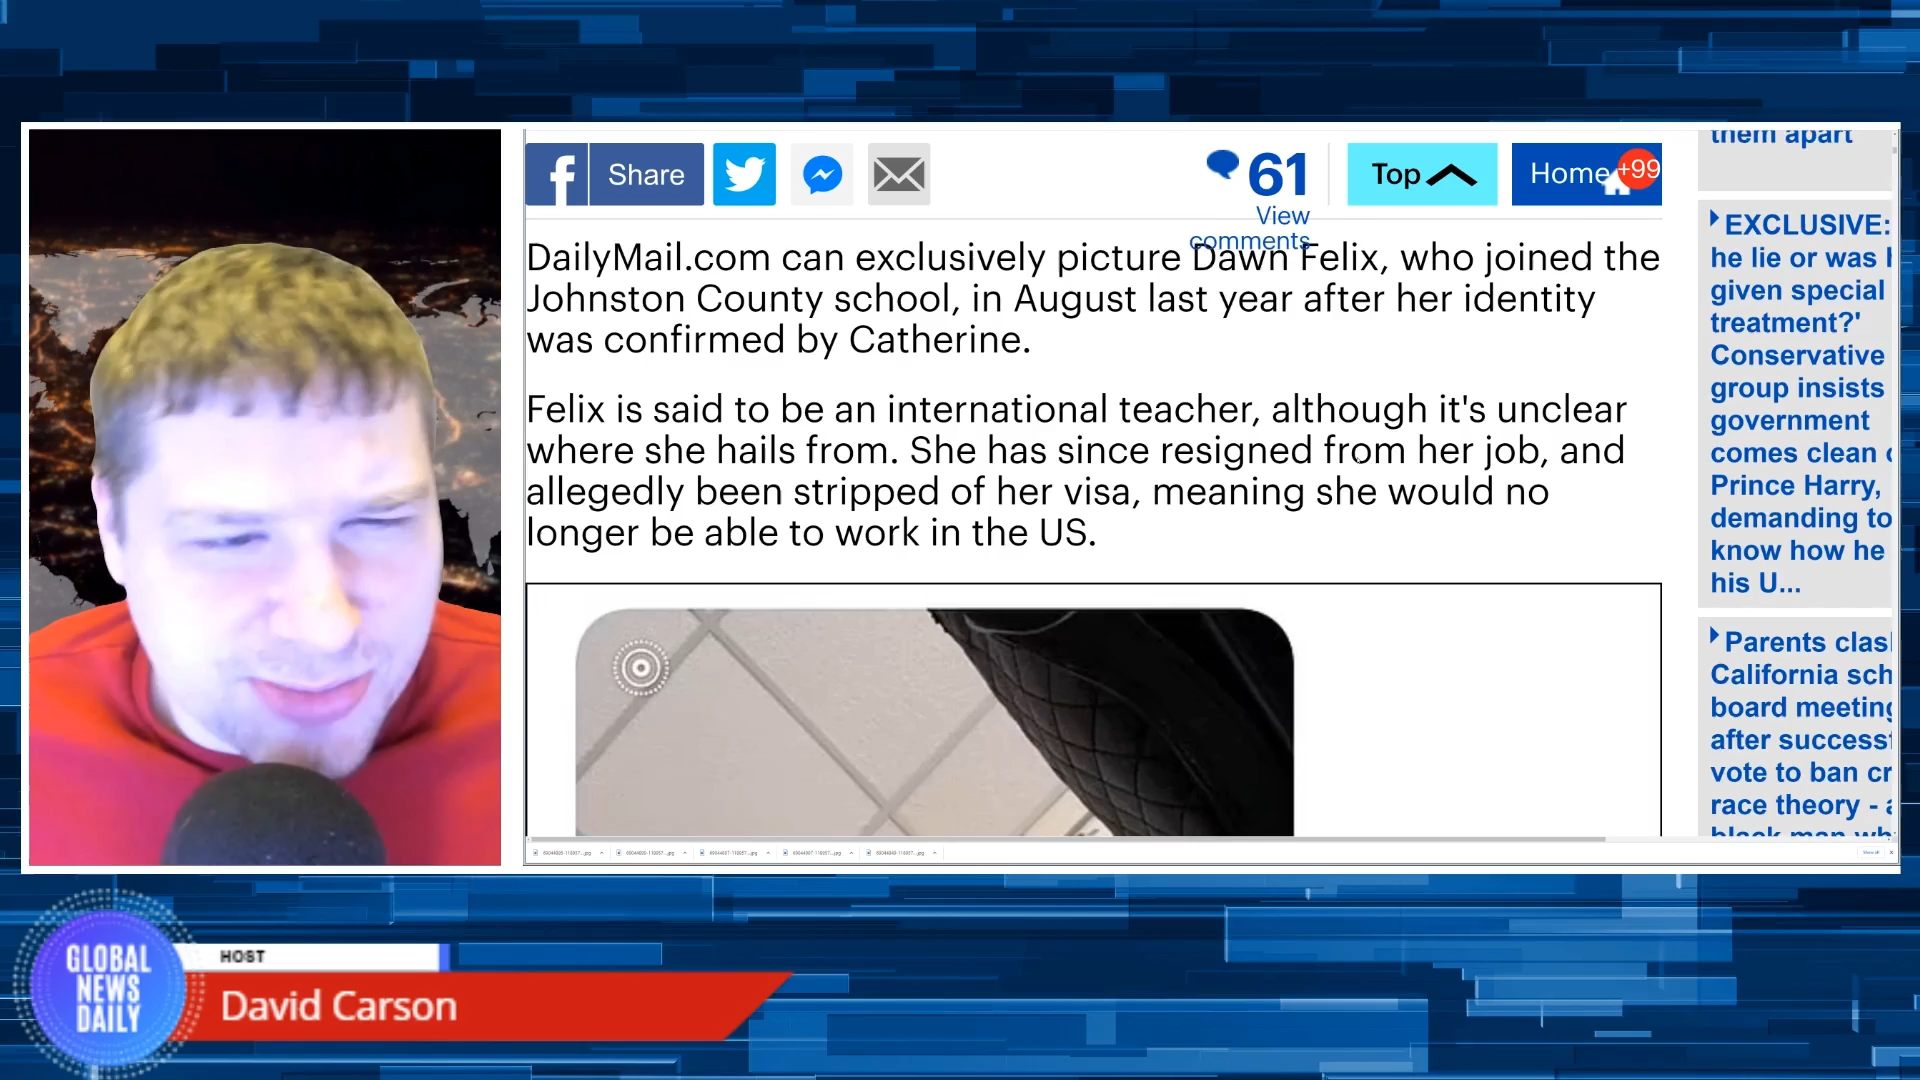 Share
61
View
comments
Top
Home
+99
DailyMail.com can exclusively picture Dawn Felix, who joined the
Johnston County school, in August last year after her identity
was confirmed by Catherine.
Felix is said to be an international teacher, although it's unclear
where she hails from. She has since resigned from her job, and
allegedly been stripped of her visa, meaning she would no
longer be able to work in the US.
them apart
EXCLUSIVE:
he lie or was
given special
treatment?'
Conservative
group insists
government
comes clean
Prince Harry,
demanding to
know how he
his U...
Parents
California
board
after
vote to ban
race theory -
GLOBAL
NEWS
DAILY
HOST
David Carson